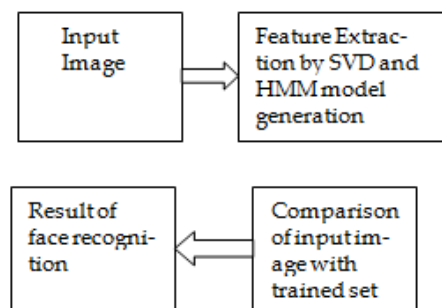 Input
Image
Feature Extrac-
tion by SVD and
HMM model
generation
Result of
face recogni-
tion
Comparison
of input im-
age with
trained set